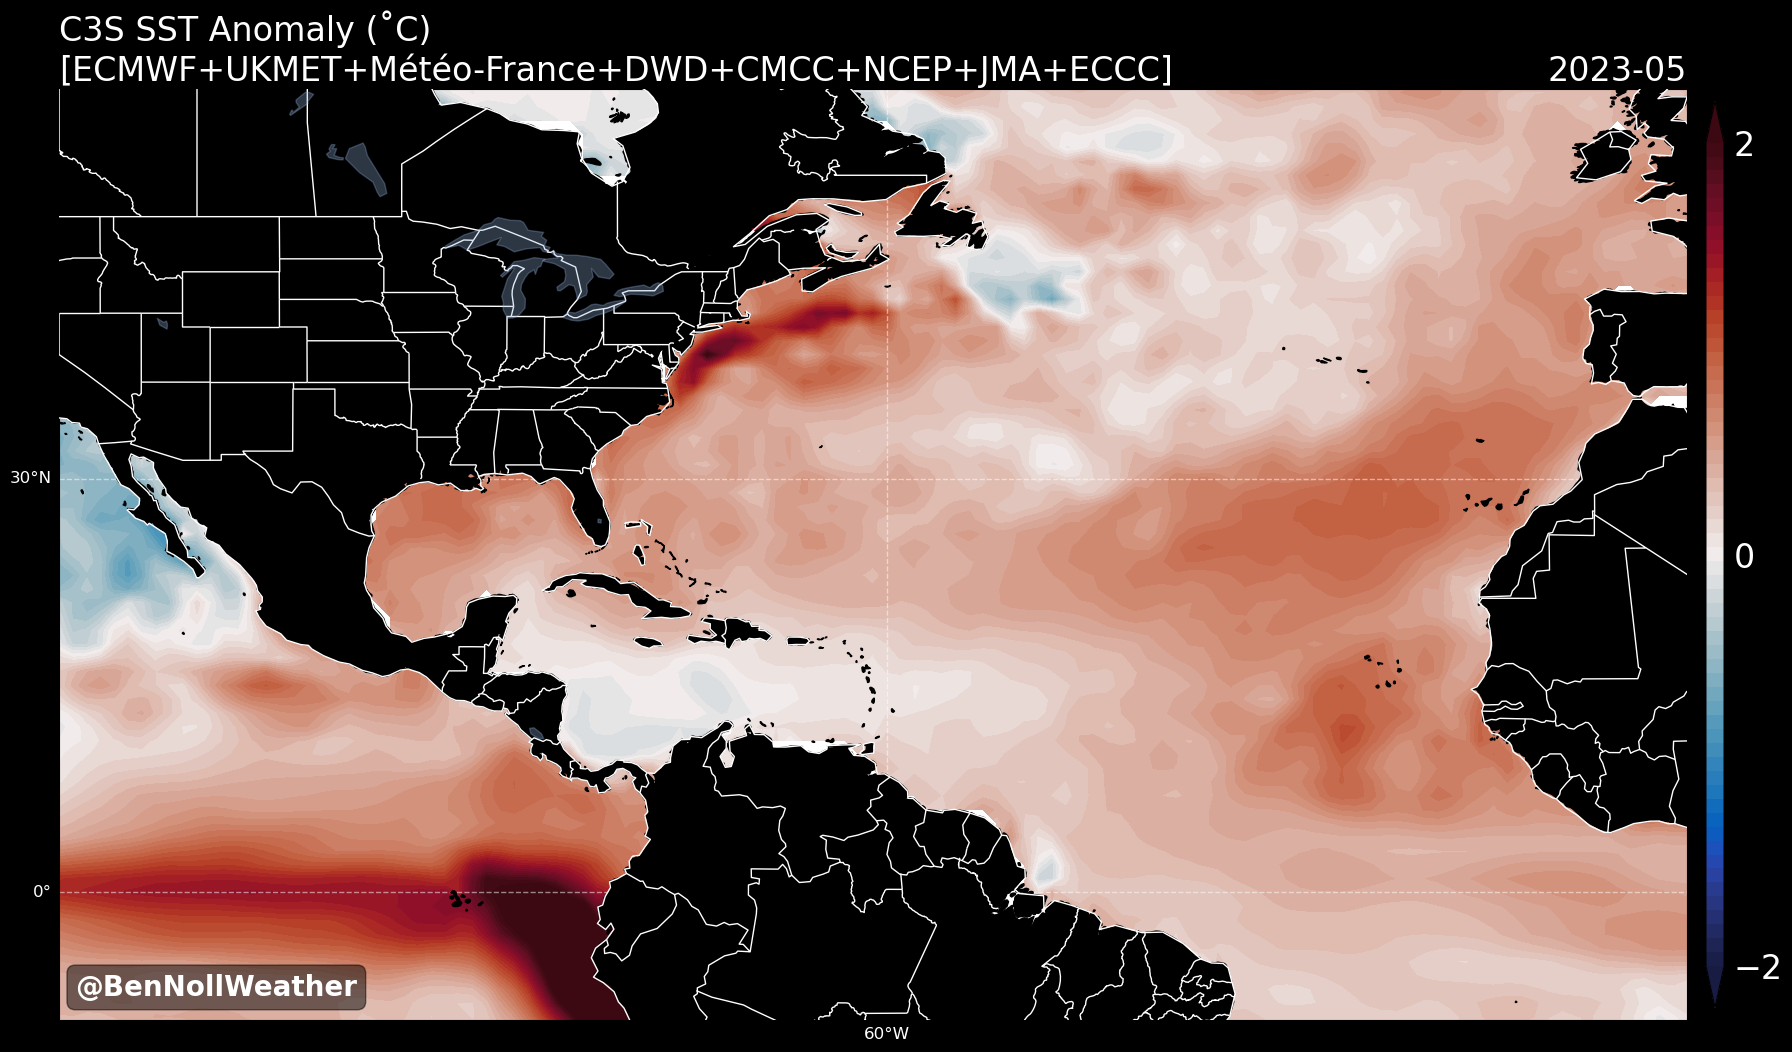 C3S SST Anomaly (˚C)
[ECMWF+UKMET+Météo-France+DWD+CMCC+NCEP+JMA+ECCC]
2023-05
2
0
−2
30°N
0°
60°W
@BenNollWeather